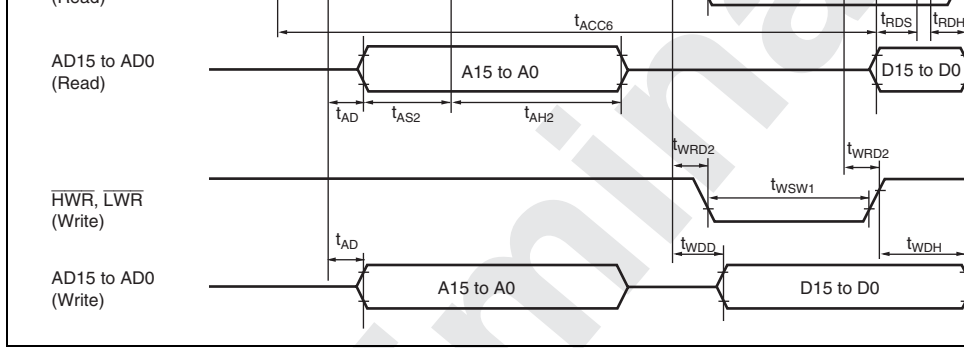 (Read)
tACC6
tRDS
tRDH
AD15 to AD0
(Read)
A15 to A0
D15 to D0
tAD
tAS2
tAH2
tWRD2
tWRD2
HWR, LWR
(Write)
tWSW1
tAD
tWDD
tWDH
AD15 to AD0
(Write)
A15 to A0
D15 to D0